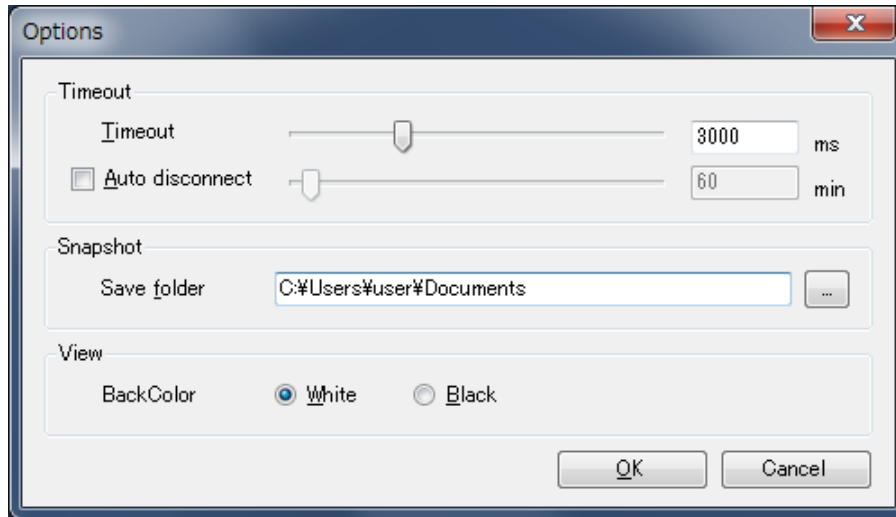 Options
Timeout
Timeout 3000 ms
Auto disconnect 60 min
Snapshot
Save folder C:¥Users¥user¥Documents ...
View
BackColor White Black
OK Cancel